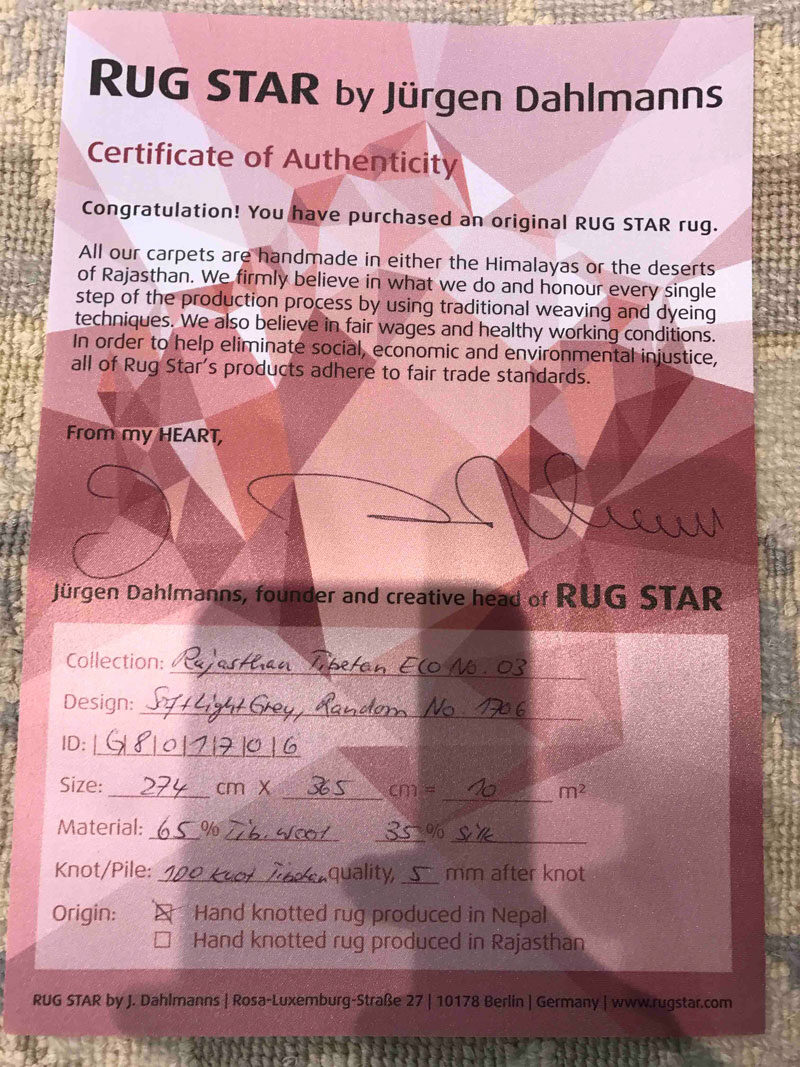 RUG STAR by Jürgen Dahlmanns
Certificate of Authenticity
Congratulation! You have purchased an original RUG STAR rug.
All our carpets are handmade in either the Himalayas or the deserts
of Rajasthan. We firmly believe in what we do and honour every single
step of the production process by using traditional weaving and dyeing
techniques. We also believe in fair wages and healthy working conditions.
In order to help eliminate social, economic and environmental injustice,
all of Rug Star's products adhere to fair trade standards.
From my HEART,
Jürgen Dahlmanns, founder and creative head of RUG STAR
Collection: Rajasthan Tibetan Eco No. 03
Design: Softlight Grey, Random No 1706
ID: |G|8|0|1|7|0|6
Size: 274 cm X 365 cm = 10 m²
Material: 65 % Tib. wool 35 % Silk
Knot/Pile: 100 Knot Tibetan quality, 5 mm after knot
Origin: ☒ Hand knotted rug produced in Nepal
☐ Hand knotted rug produced in Rajasthan
RUG STAR by J. Dahlmanns | Rosa-Luxemburg-Straße 27 | 10178 Berlin | Germany | www.rugstar.com